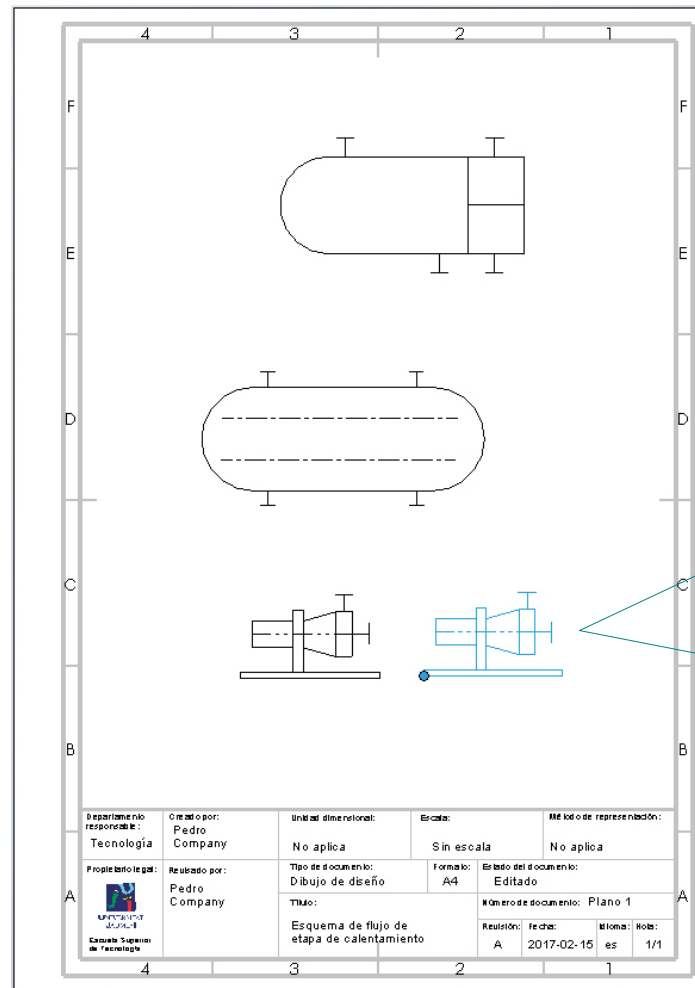 4 3 2 1
F F
E E
D D
C C
B B
A A
Departamento responsable:
Tecnología
Creado por:
Pedro Company
Unidad dimensional:
No aplica
Escala:
Sin escala
Método de representación:
No aplica
Propietario legal:
UNIVERSITAT
JAUME·I
Escuela Superior
de Tecnología
Revisado por:
Pedro
Company
Tipo de documento:
Dibujo de diseño
Formato:
A4
Estado del documento:
Editado
Título:
Esquema de flujo de
etapa de calentamiento
Número de documento: Plano 1
Revisión:
A
Fecha:
2017-02-15
Idioma:
es
Hoja:
1/1
4 3 2 1